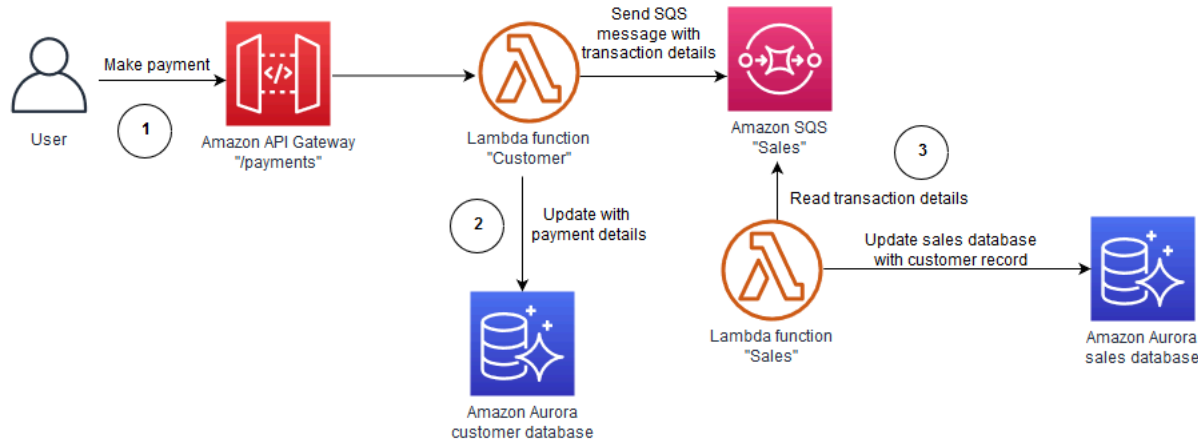 Make payment
1
User
</>
Amazon API Gateway
"/payments"
Lambda function
"Customer"
Send SQS
message with
transaction details
Amazon SQS
"Sales"
3
Read transaction details
2
Update with
payment details
Amazon Aurora
customer database
Lambda function
"Sales"
Update sales database
with customer record
Amazon Aurora
sales database